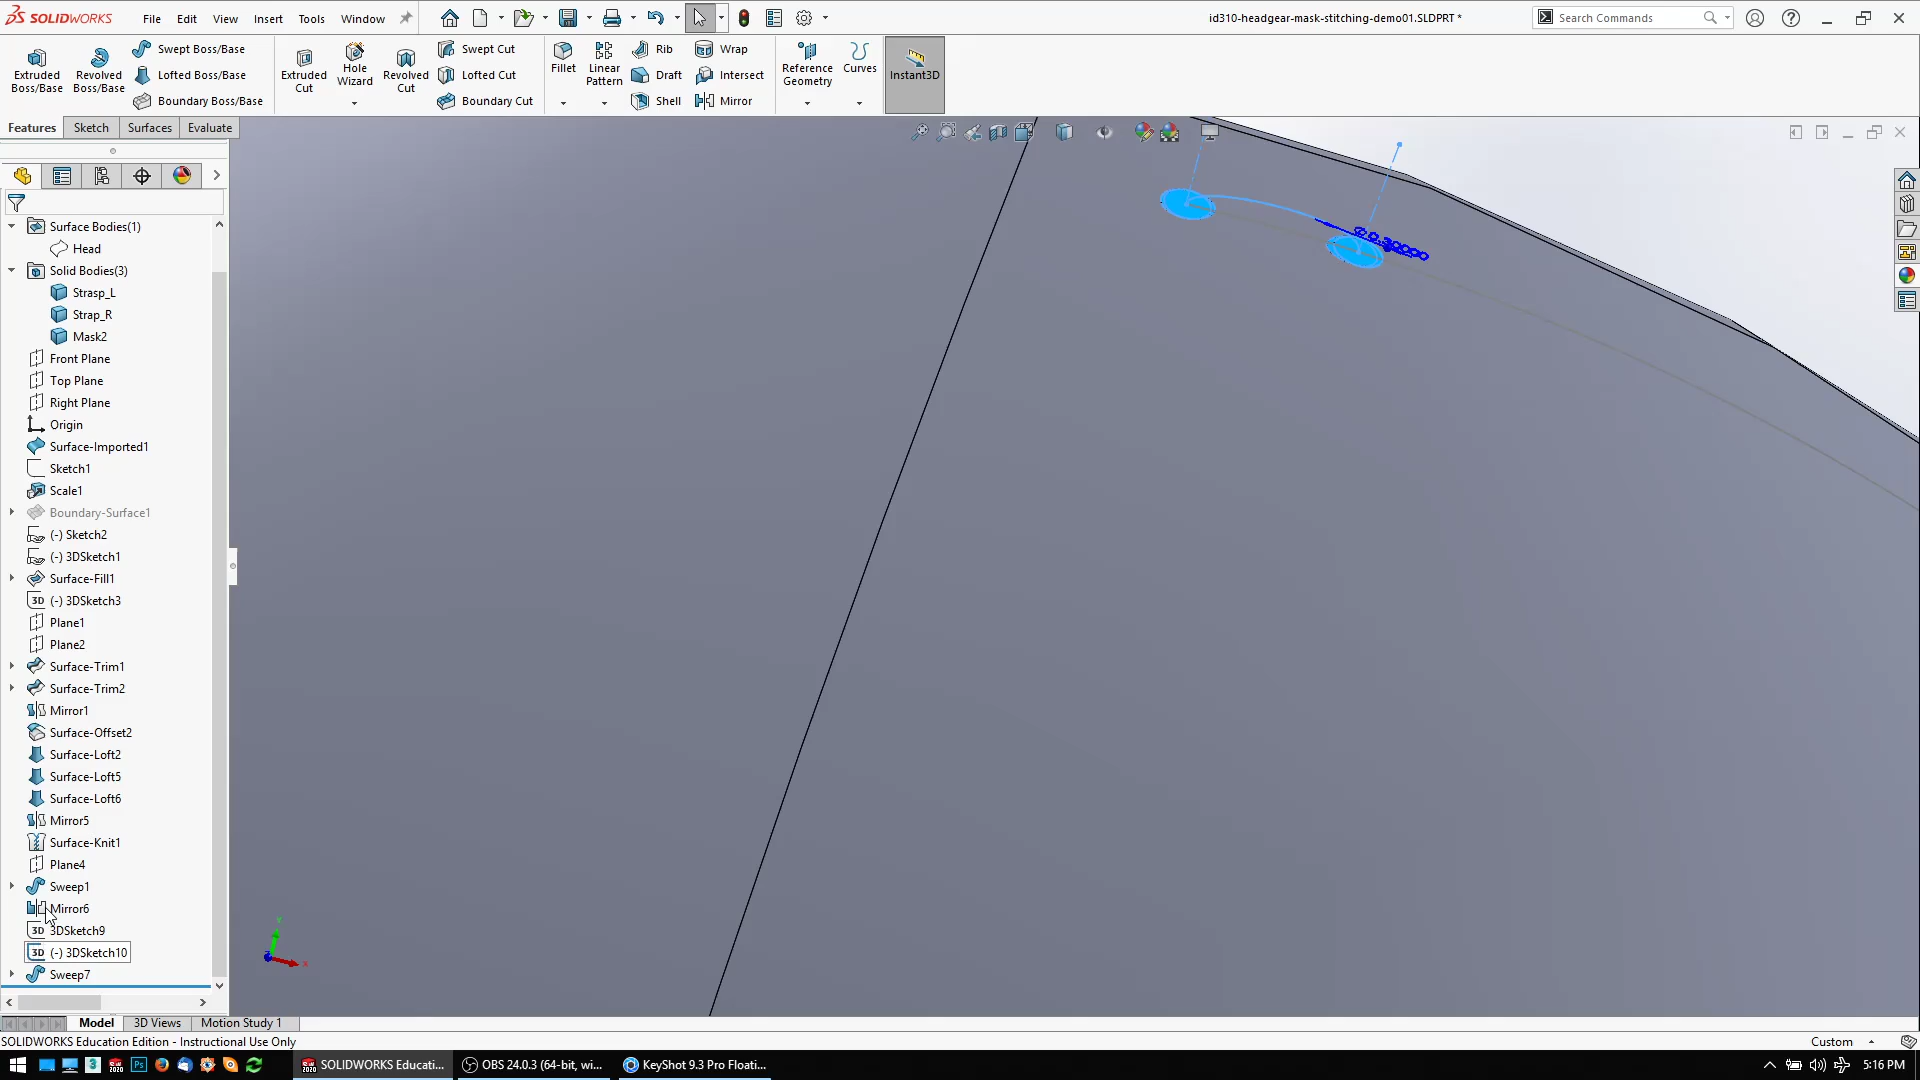 SOLIDWORKS
File
Edit
View
Insert
Tools
Window
id310-headgear-mask-stitching-demo01.SLDPRT *
Search Commands
Extruded Boss/Base
Revolved Boss/Base
Swept Boss/Base
Lofted Boss/Base
Boundary Boss/Base
Extruded Cut
Hole Wizard
Revolved Cut
Swept Cut
Lofted Cut
Boundary Cut
Fillet
Linear Pattern
Rib
Draft
Shell
Wrap
Intersect
Mirror
Reference Geometry
Curves
Instant3D
Features
Sketch
Surfaces
Evaluate
Surface Bodies(1)
Head
Solid Bodies(3)
Strasp_L
Strap_R
Mask2
Front Plane
Top Plane
Right Plane
Origin
Surface-Imported1
Sketch1
Scale1
Boundary-Surface1
(-) Sketch2
(-) 3DSketch1
Surface-Fill1
3D (-) 3DSketch3
Plane1
Plane2
Surface-Trim1
Surface-Trim2
Mirror1
Surface-Offset2
Surface-Loft2
Surface-Loft5
Surface-Loft6
Mirror5
Surface-Knit1
Plane4
Sweep1
Mirror6
3D 3DSketch9
3D (-) 3DSketch10
Sweep7
Model
3D Views
Motion Study 1
SOLIDWORKS Education Edition - Instructional Use Only
Custom
SOLIDWORKS Educati...
OBS 24.0.3 (64-bit, wi...
KeyShot 9.3 Pro Floati...
5:16 PM